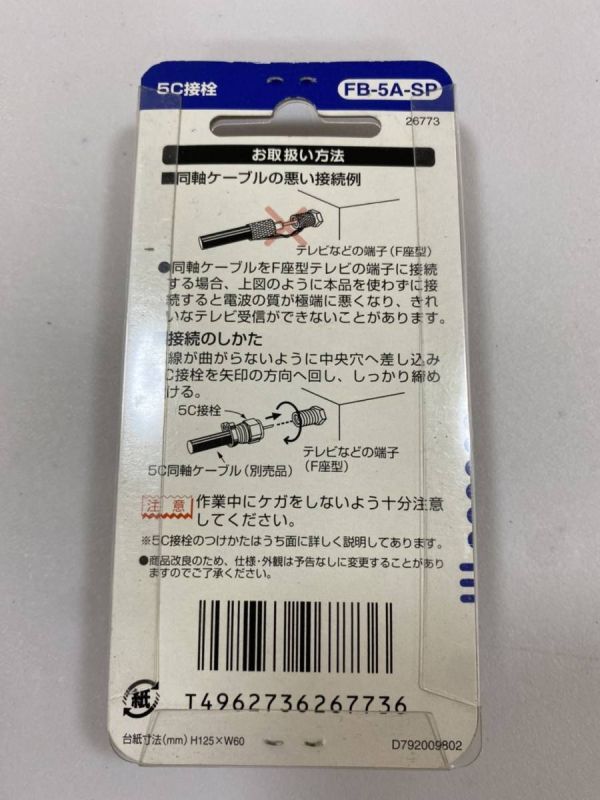 5C接栓
FB-5A-SP
26773
お取扱い方法
■同軸ケーブルの悪い接続例
テレビなどの端子(F座型)
●同軸ケーブルをF座型テレビの端子に接続
する場合、上図のように本品を使わずに接
続すると電波の質が極端に悪くなり、きれ
いなテレビ受信ができないことがあります。
■接続のしかた
線が曲がらないように中央穴へ差し込み
C接栓を矢印の方向へ回し、しっかり締め
ける。
5C接栓
テレビなどの端子
(F座型)
5C同軸ケーブル(別売品)
注意
作業中にケガをしないよう十分注意
してください。
※5C接栓のつけかたはうち面に詳しく説明してあります。
●商品改良のため、仕様・外観は予告なしに変更することがあり
ますのでご了承ください。
T4962736267736
紙
台紙寸法(mm) H125×W60
D792009802